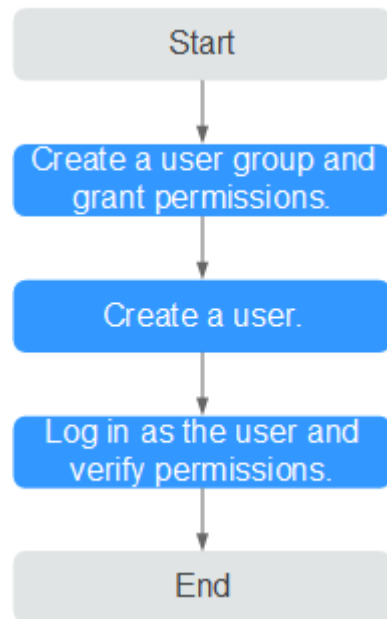 Start
Create a user group and
grant permissions.
Create a user.
Log in as the user and
verify permissions.
End